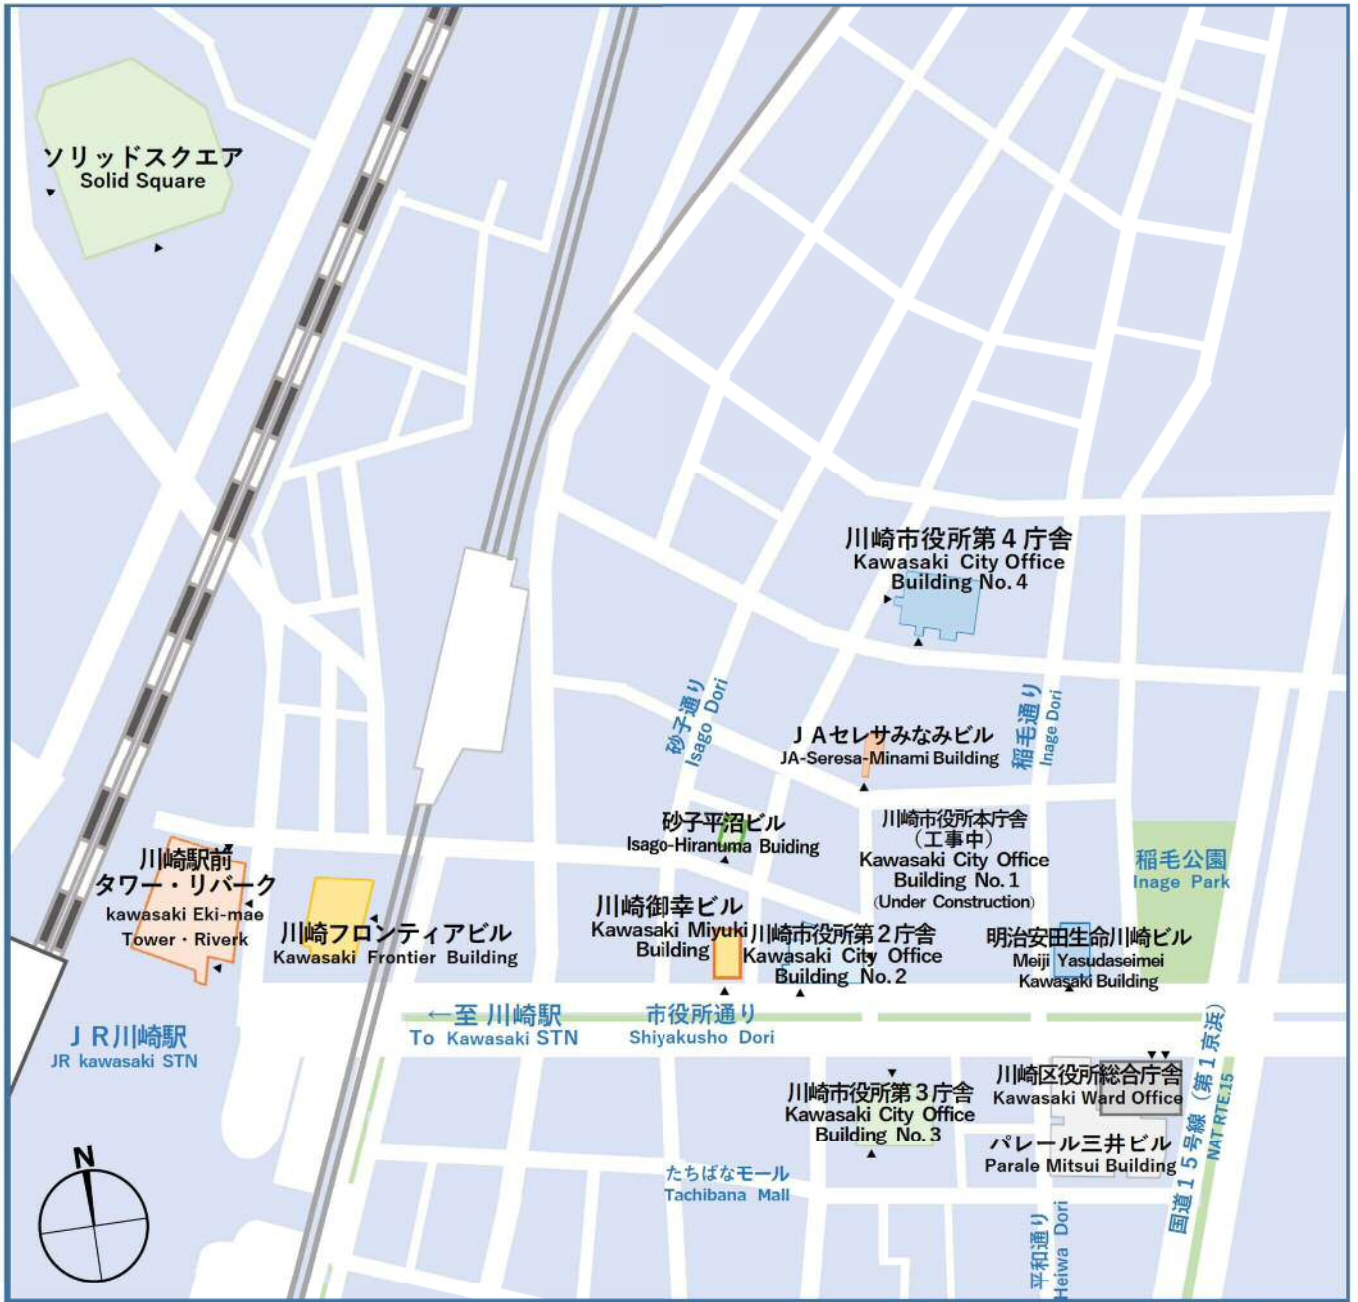 ソリッドスクエア
Solid Square
川崎市役所第4庁舎
Kawasaki City Office
Building No.4
砂子通り
Isago Dori
稲毛通り
Inage Dori
ＪＡセレサみなみビル
JA-Seresa-Minami Building
砂子平沼ビル
Isago-Hiranuma Buiding
川崎市役所本庁舎
（工事中）
Kawasaki City Office
Building No.1
(Under Construction)
稲毛公園
Inage Park
川崎駅前
タワー・リバーク
kawasaki Eki-mae
Tower・Riverk
川崎フロンティアビル
Kawasaki Frontier Building
川崎御幸ビル
Kawasaki Miyuki
Building
川崎市役所第2庁舎
Kawasaki City Office
Building No.2
明治安田生命川崎ビル
Meiji Yasudaseimei
Kawasaki Building
ＪＲ川崎駅
JR kawasaki STN
←至 川崎駅
To Kawasaki STN
市役所通り
Shiyakusho Dori
川崎市役所第3庁舎
Kawasaki City Office
Building No.3
川崎区役所総合庁舎
Kawasaki Ward Office
パレール三井ビル
Parale Mitsui Building
国道15号線（第1京浜）
NAT RTE.15
たちばなモール
Tachibana Mall
平和通り
Heiwa Dori
N